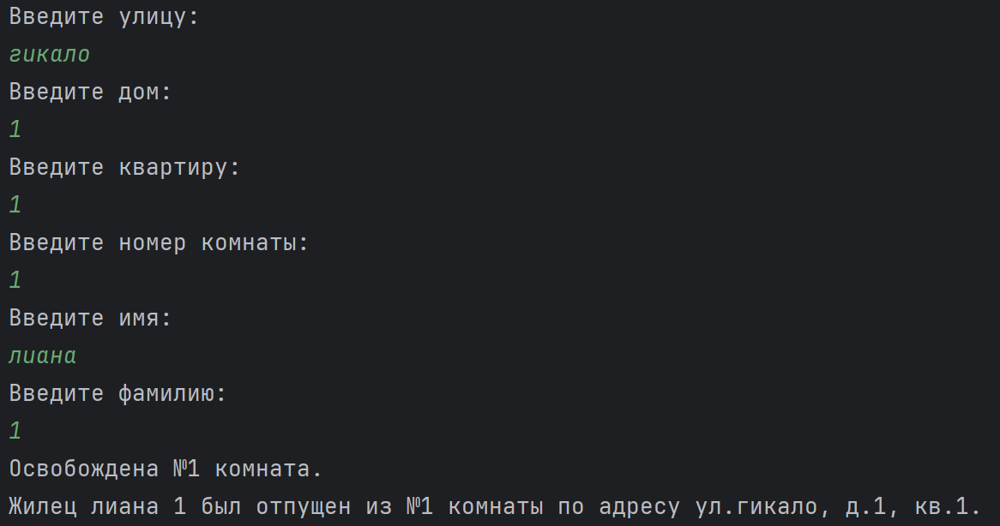 Введите улицу:
гикало
Введите дом:
1
Введите квартиру:
1
Введите номер комнаты:
1
Введите имя:
лиана
Введите фамилию:
1
Освобождена №1 комната.
Жилец лиана 1 был отпущен из №1 комнаты по адресу ул.гикало, д.1, кв.1.